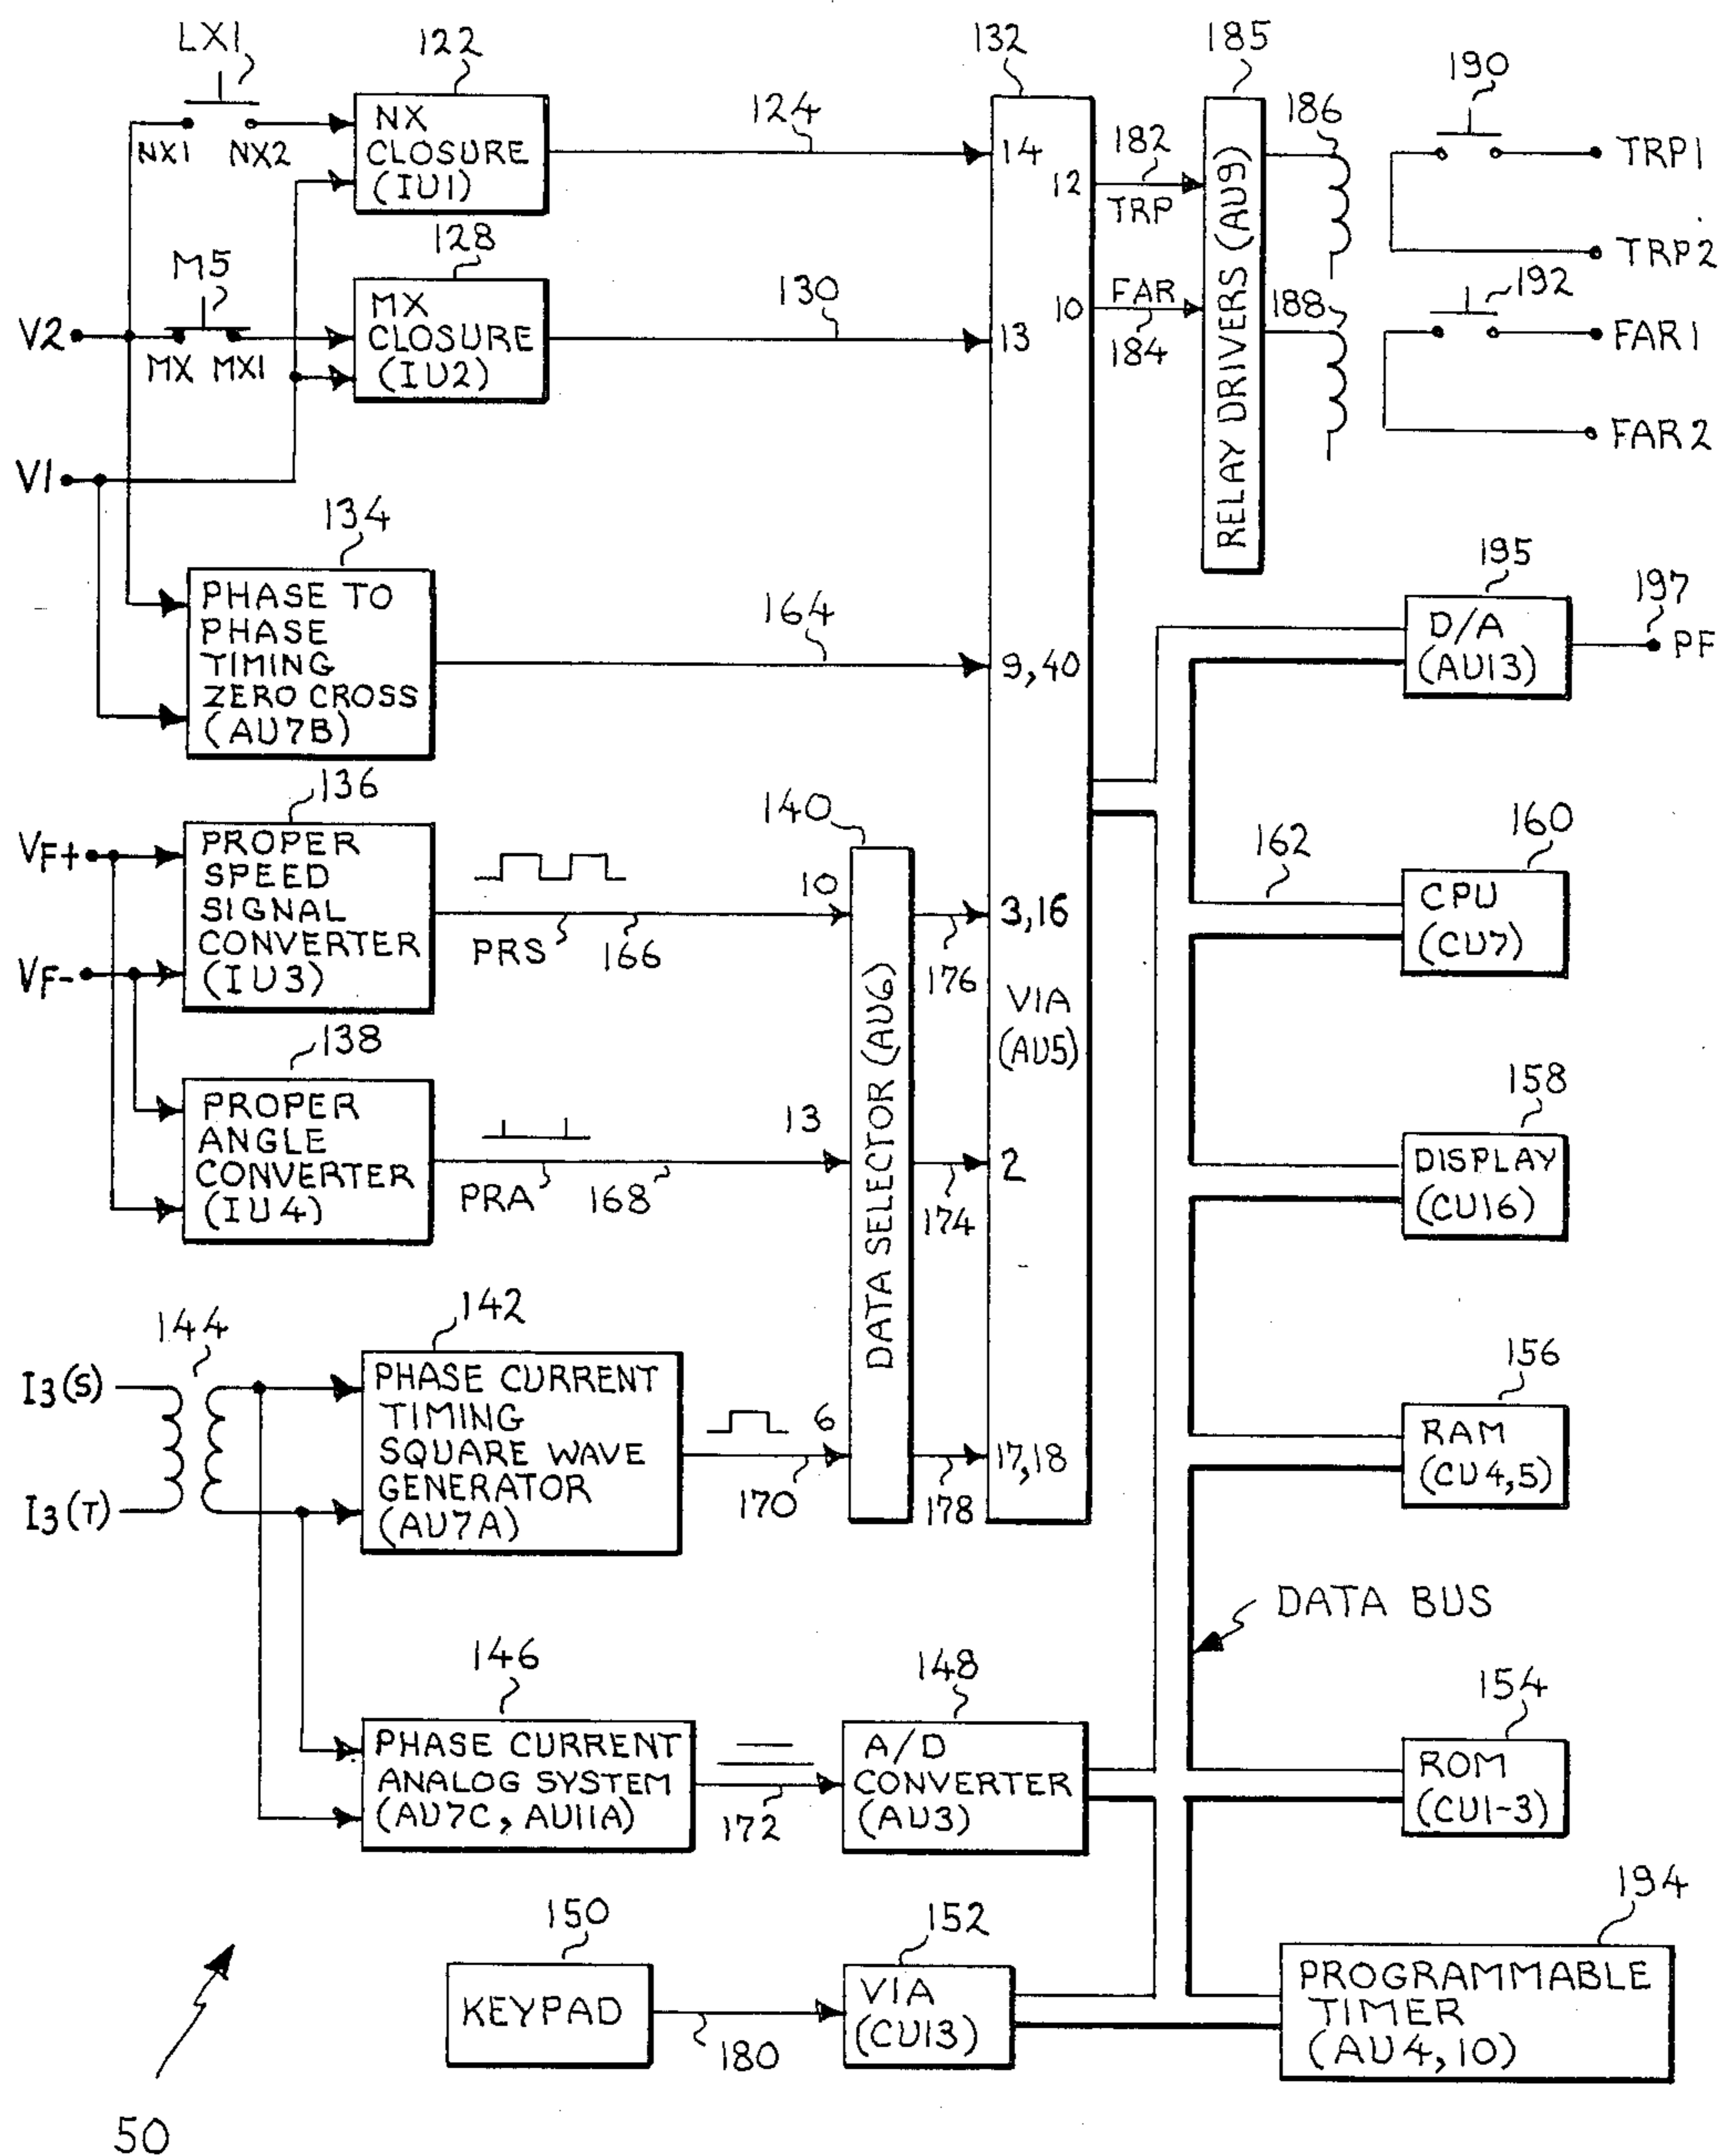 LX1
122
132
185
190
NX1
NX2
NX
CLOSURE
(IU1)
124
14
12
182
TRP
186
TRP1
TRP2
128
M5
V2
MX
MX1
MX
CLOSURE
(IU2)
130
13
10
FAR
184
RELAY DRIVERS (AU9)
188
192
FAR1
FAR2
V1
134
PHASE TO
PHASE
TIMING
ZERO CROSS
(AU7B)
164
9,40
195
D/A
(AU13)
197
PF
136
VF+
VF-
PROPER
SPEED
SIGNAL
CONVERTER
(IU3)
PRS
166
10
140
DATA SELECTOR (AU6)
3,16
176
VIA
(AU5)
162
160
CPU
(CU7)
138
PROPER
ANGLE
CONVERTER
(IU4)
PRA
168
13
174
2
158
DISPLAY
(CU16)
144
I3(S)
I3(T)
142
PHASE CURRENT
TIMING
SQUARE WAVE
GENERATOR
(AU7A)
6
170
178
17,18
156
RAM
(CU4,5)
DATA BUS
146
PHASE CURRENT
ANALOG SYSTEM
(AU7C, AU11A)
172
148
A/D
CONVERTER
(AU3)
154
ROM
(CU1-3)
150
KEYPAD
180
152
VIA
(CU13)
194
PROGRAMMABLE
TIMER
(AU4,10)
50